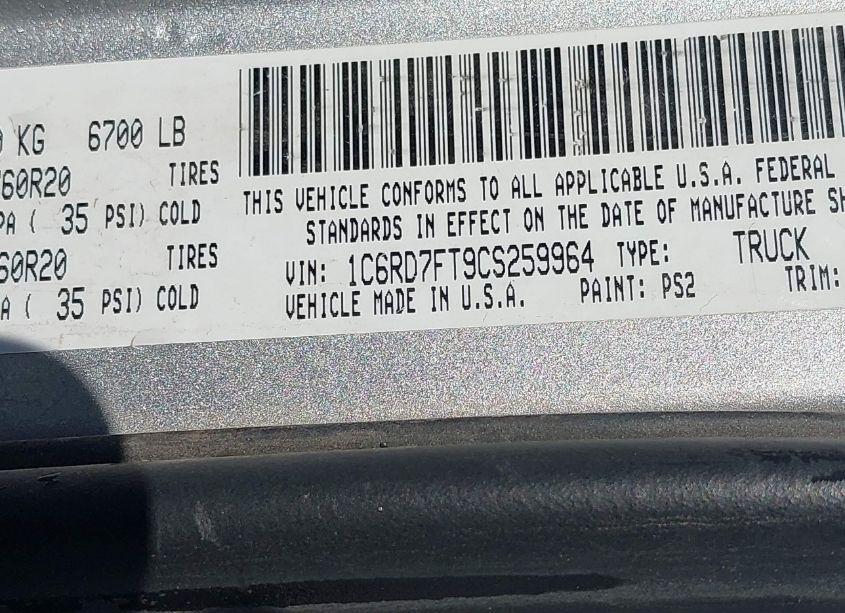 KG 6700 LB
60R20 TIRES
PA ( 35 PSI) COLD
60R20 TIRES
A ( 35 PSI) COLD
THIS VEHICLE CONFORMS TO ALL APPLICABLE U.S.A. FEDERAL
STANDARDS IN EFFECT ON THE DATE OF MANUFACTURE SH
VIN: 1C6RD7FT9CS259964 TYPE: TRUCK
VEHICLE MADE IN U.S.A. PAINT: PS2 TRIM: